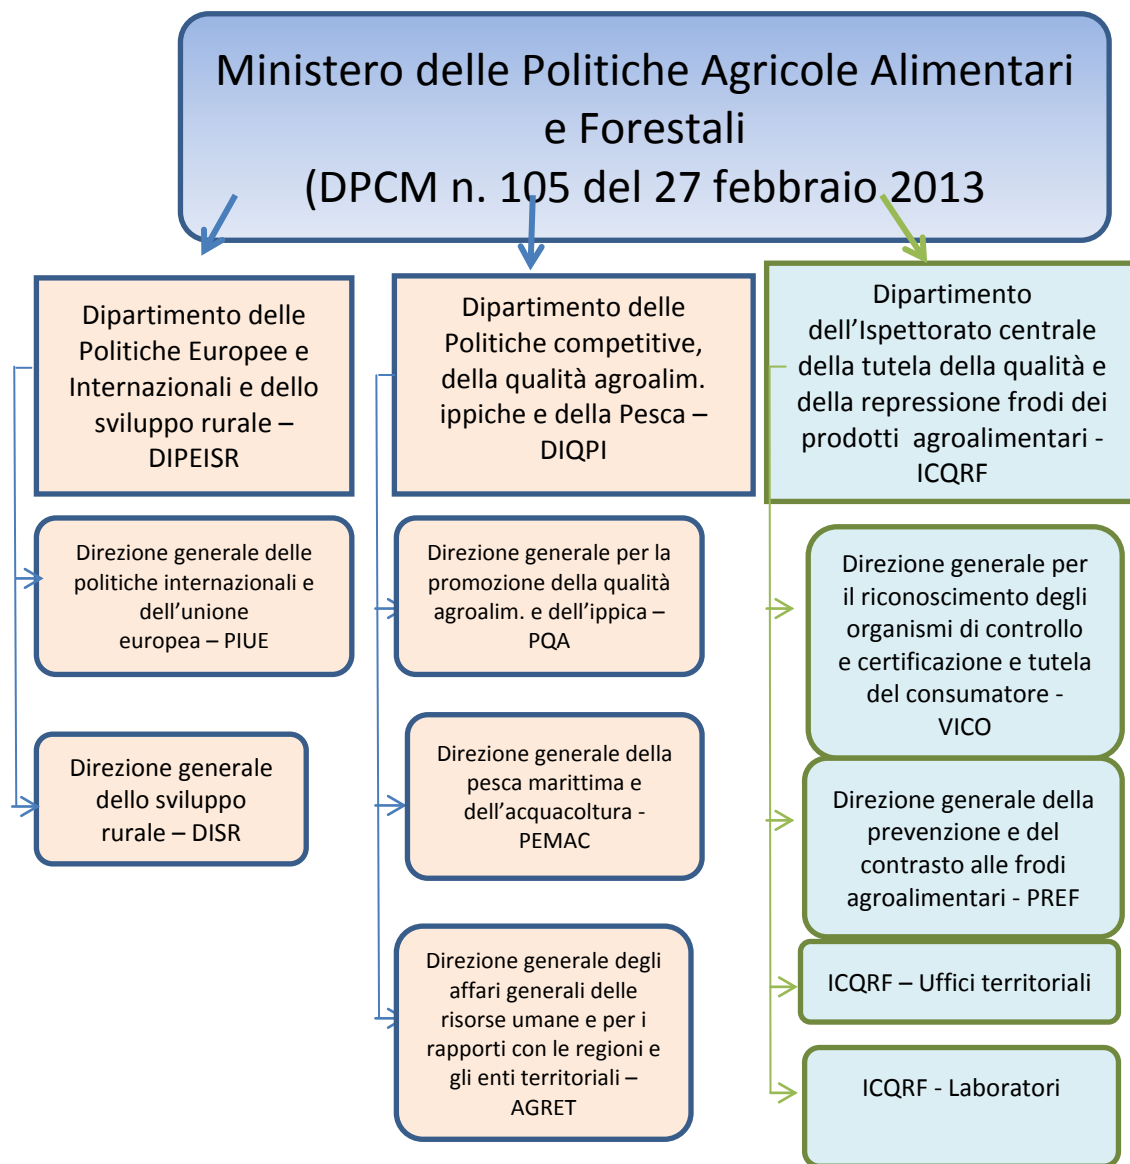 Ministero delle Politiche Agricole Alimentari
e Forestali
(DPCM n. 105 del 27 febbraio 2013
Dipartimento delle
Politiche Europee e
Internazionali e dello
sviluppo rurale –
DIPEISR
Direzione generale delle
politiche internazionali e
dell’unione
europea – PIUE
Direzione generale
dello sviluppo
rurale – DISR
Dipartimento delle
Politiche competitive,
della qualità agroalim.
ippiche e della Pesca –
DIQPI
Direzione generale per la
promozione della qualità
agroalim. e dell’ippica –
PQA
Direzione generale della
pesca marittima e
dell’acquacoltura -
PEMAC
Direzione generale degli
affari generali delle
risorse umane e per i
rapporti con le regioni e
gli enti territoriali –
AGRET
Dipartimento
dell’Ispettorato centrale
della tutela della qualità e
della repressione frodi dei
prodotti agroalimentari -
ICQRF
Direzione generale per
il riconoscimento degli
organismi di controllo
e certificazione e tutela
del consumatore -
VICO
Direzione generale della
prevenzione e del
contrasto alle frodi
agroalimentari - PREF
ICQRF – Uffici territoriali
ICQRF - Laboratori